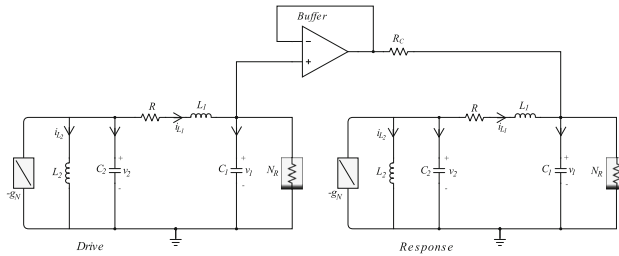 Buffer
−
+
R_C
R
L_1
i_{L_1}
i_{L_2}
L_2
C_2
+
v_2
-
C_1
+
v_1
-
N_R
-g_N
Drive
R
L_1
i_{L_1}
i_{L_2}
L_2
C_2
+
v_2
-
C_1
+
v_1
-
N_R
-g_N
Response